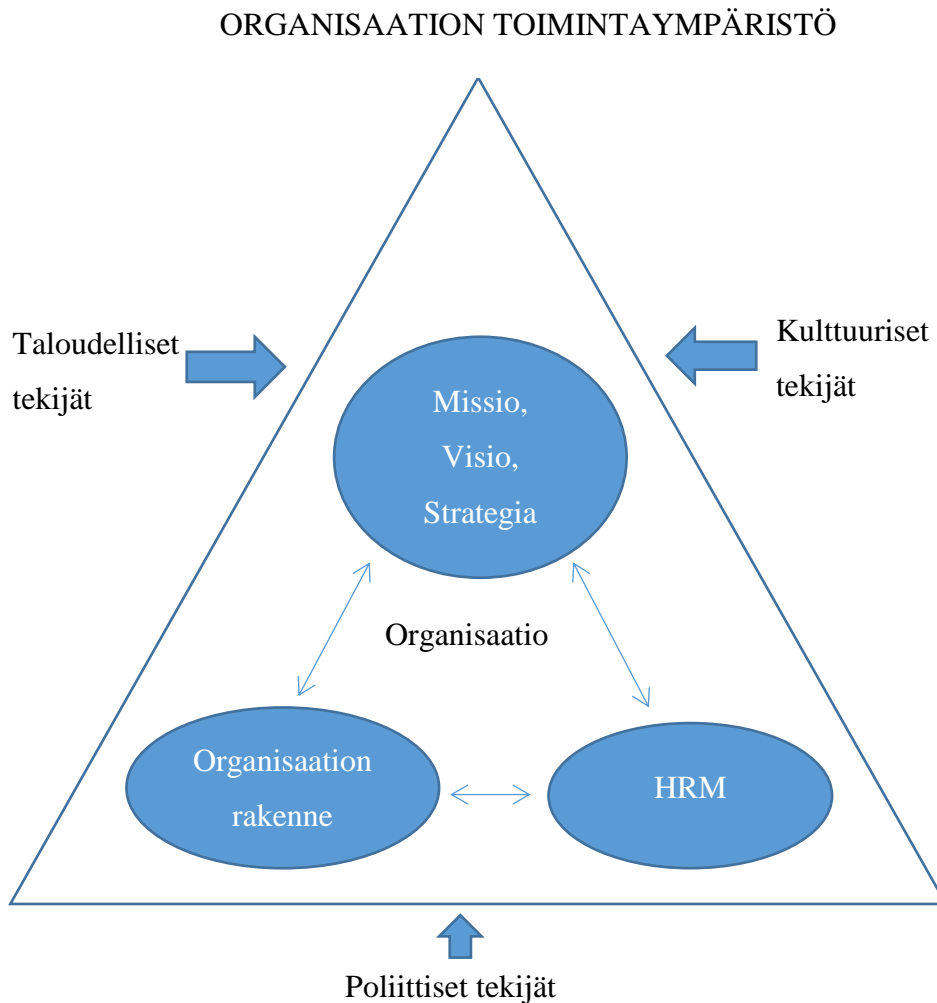 ORGANISAATION TOIMINTAYMPÄRISTÖ
Taloudelliset
tekijät
Kulttuuriset
tekijät
Missio,
Visio,
Strategia
Organisaatio
Organisaation
rakenne
HRM
Poliittiset tekijät